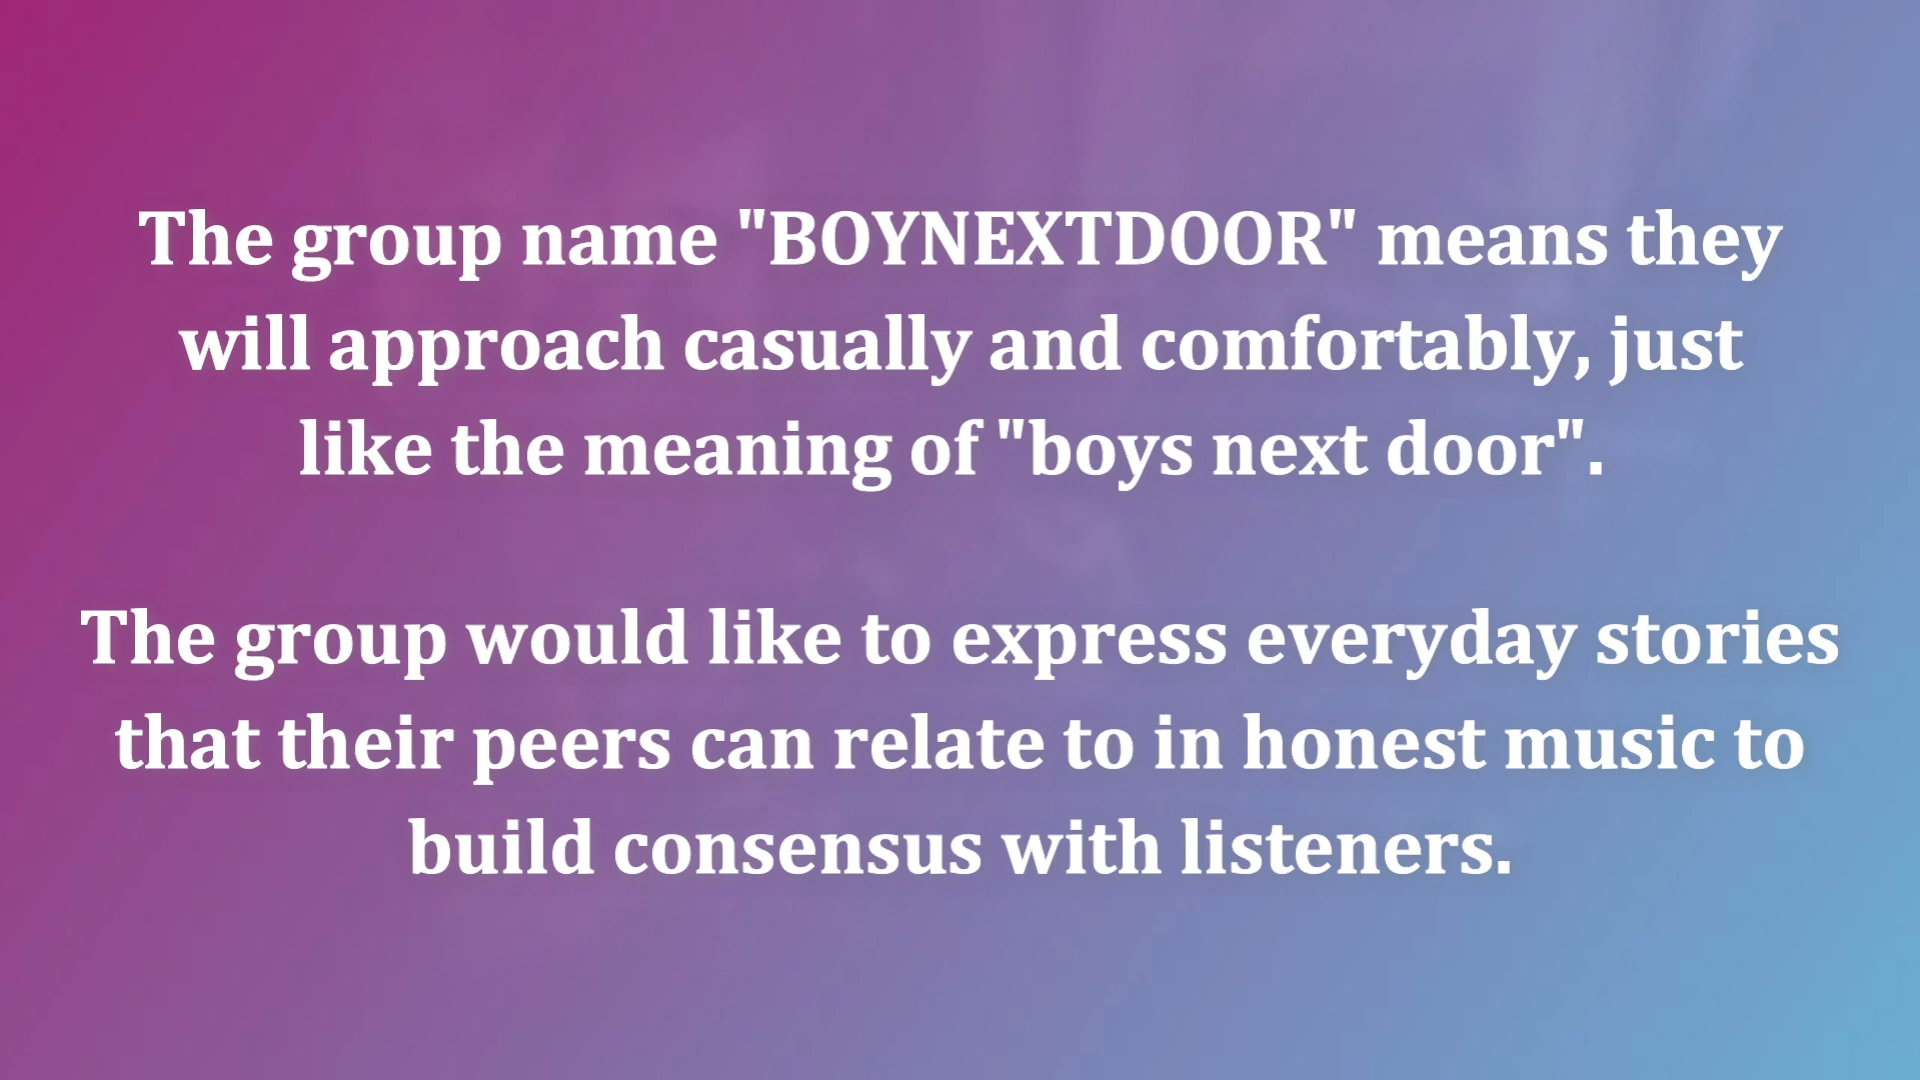 The group name "BOYNEXTDOOR" means they
will approach casually and comfortably, just
like the meaning of "boys next door".
The group would like to express everyday stories
that their peers can relate to in honest music to
build consensus with listeners.